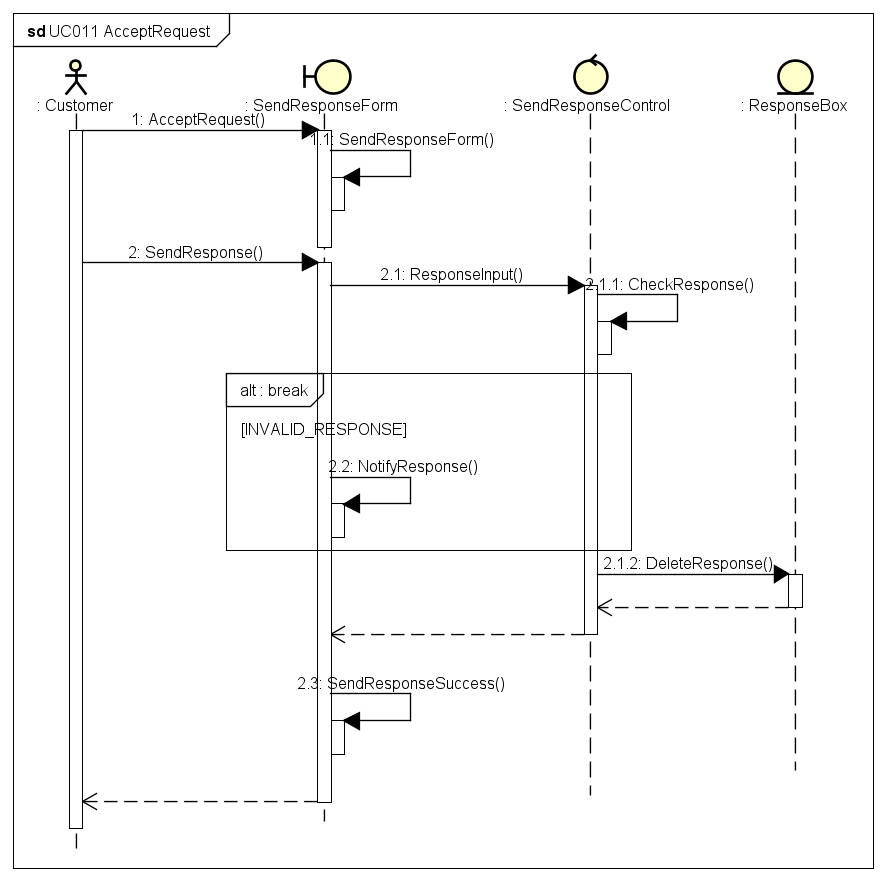 sd UC011 AcceptRequest
: Customer
: SendResponseForm
: SendResponseControl
: ResponseBox
1: AcceptRequest()
1.1: SendResponseForm()
2: SendResponse()
2.1: ResponseInput()
2.1.1: CheckResponse()
alt : break
[INVALID_RESPONSE]
2.2: NotifyResponse()
2.1.2: DeleteResponse()
2.3: SendResponseSuccess()